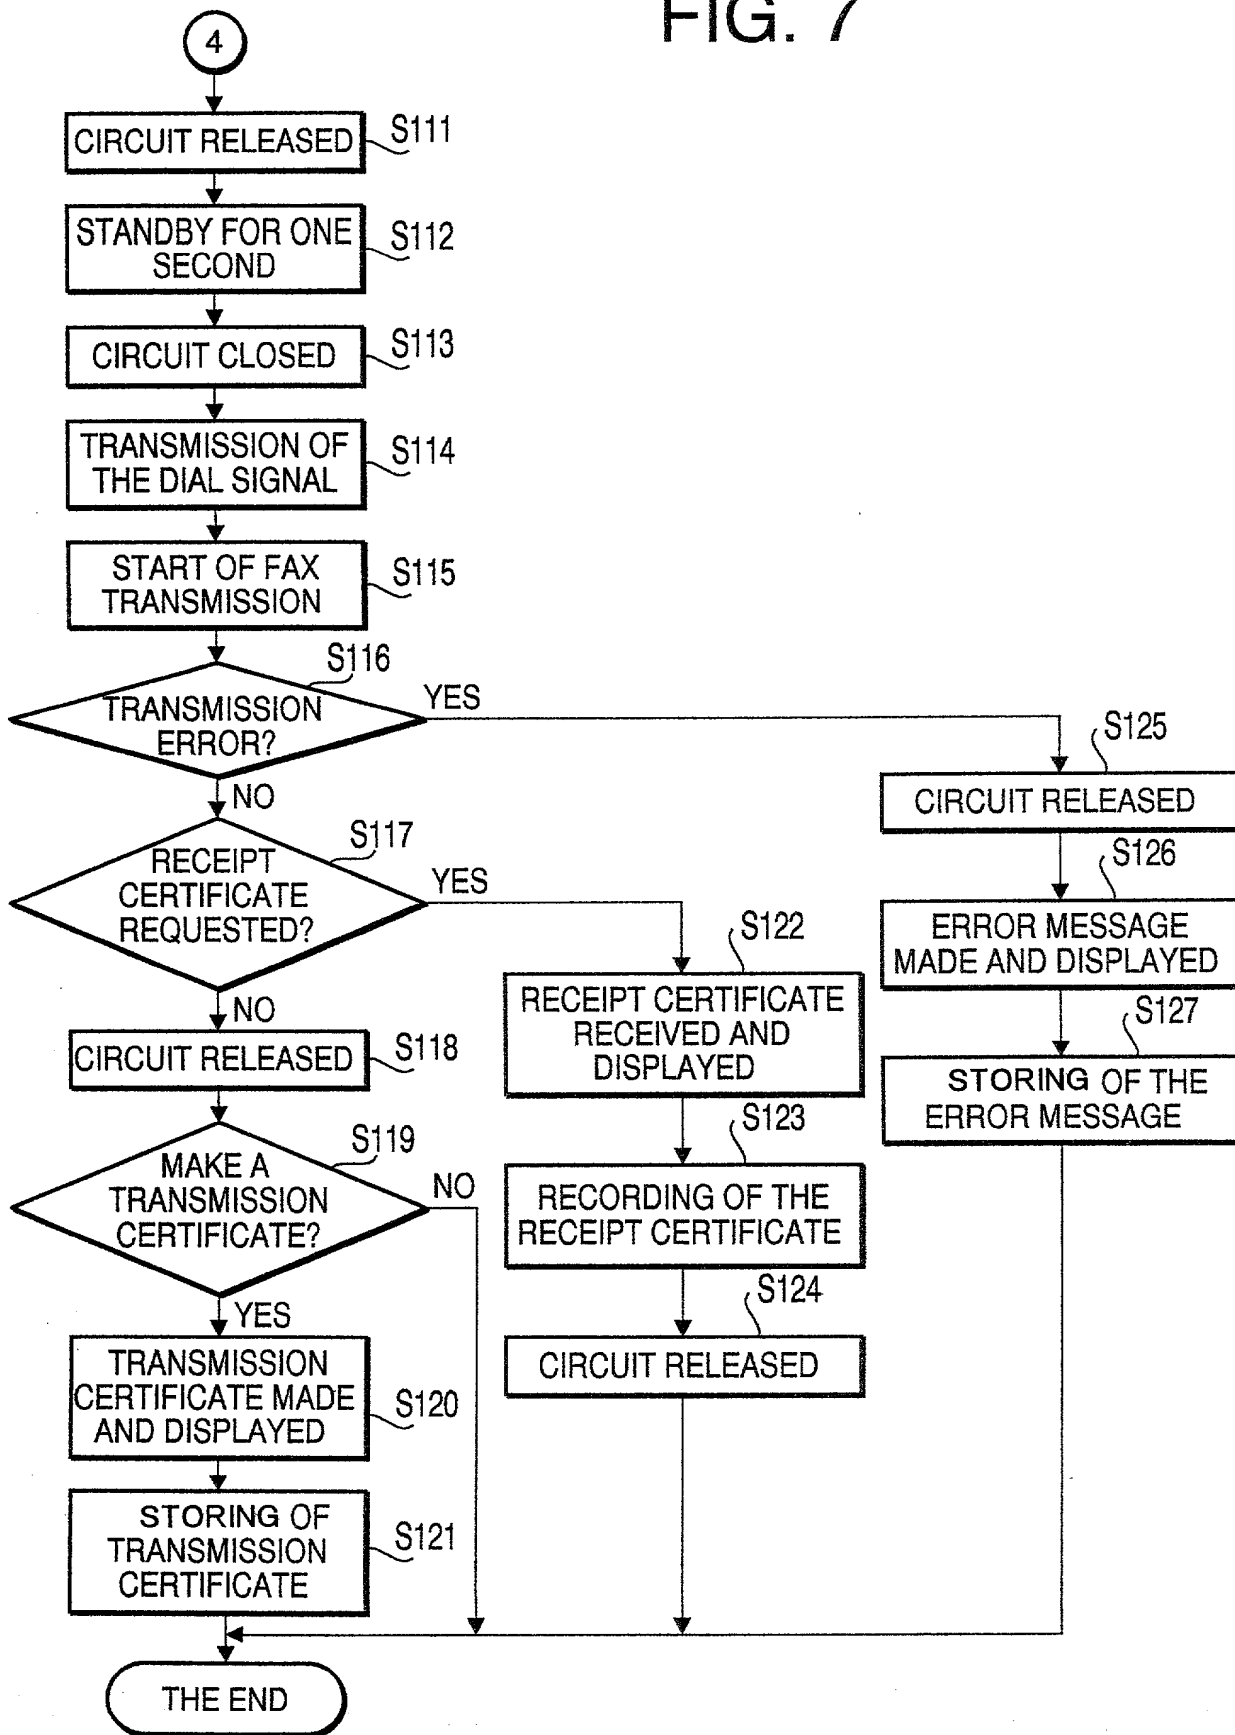 FIG. 7
4
CIRCUIT RELEASED
S111
STANDBY FOR ONE
SECOND
S112
CIRCUIT CLOSED
S113
TRANSMISSION OF
THE DIAL SIGNAL
S114
START OF FAX
TRANSMISSION
S115
S116
TRANSMISSION
ERROR?
YES
NO
S117
RECEIPT
CERTIFICATE
REQUESTED?
YES
NO
CIRCUIT RELEASED
S118
S119
MAKE A
TRANSMISSION
CERTIFICATE?
NO
YES
TRANSMISSION
CERTIFICATE MADE
AND DISPLAYED
S120
STORING OF
TRANSMISSION
CERTIFICATE
S121
S122
RECEIPT CERTIFICATE
RECEIVED AND
DISPLAYED
S123
RECORDING OF THE
RECEIPT CERTIFICATE
S124
CIRCUIT RELEASED
S125
CIRCUIT RELEASED
S126
ERROR MESSAGE
MADE AND DISPLAYED
S127
STORING OF THE
ERROR MESSAGE
THE END